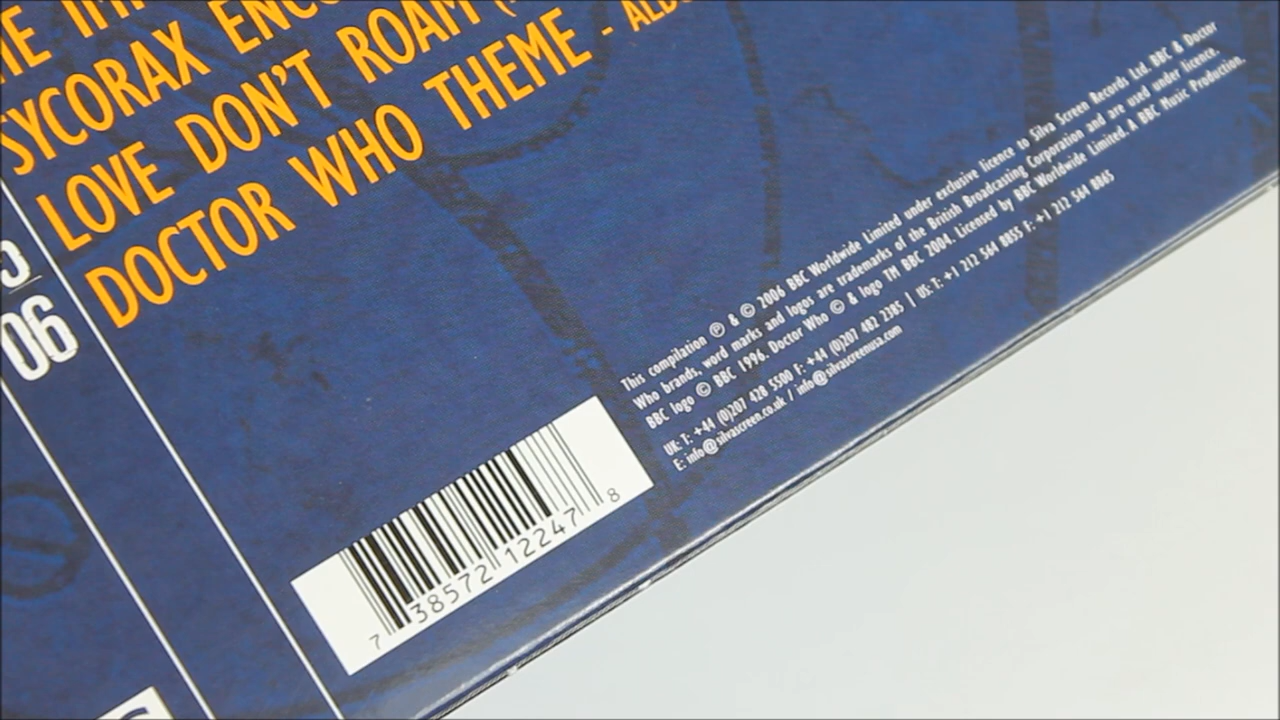 SYCORAX
LOVE DON'T ROAM
DOCTOR WHO THEME -
06
This compilation ℗ & © 2006 BBC Worldwide Limited under exclusive licence to Silva Screen Records Ltd. BBC & Doctor
Who brands, word marks and logos are trademarks of the British Broadcasting Corporation and are used under licence.
BBC logo © BBC 1996. Doctor Who © & logo TM BBC 2004. Licensed by BBC Worldwide Limited. A BBC Music Production.
UK: T: +44 (0)207 428 5500 F: +44 (0)207 482 2385 | US: T: +1 212 564 8855 F: +1 212 564 8865
E: info@silvascreen.co.uk / info@silvascreenusa.com
7 38572 12247 8